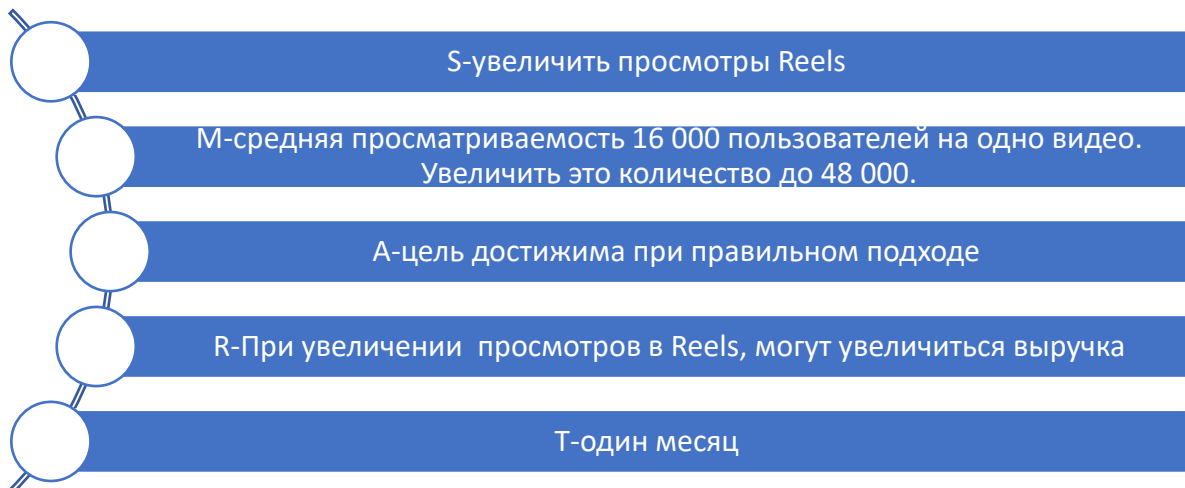 S-увеличить просмотры Reels
М-средняя просматриваемость 16 000 пользователей на одно видео.
Увеличить это количество до 48 000.
А-цель достижима при правильном подходе
R-При увеличении  просмотров в Reels, могут увеличиться выручка
Т-один месяц